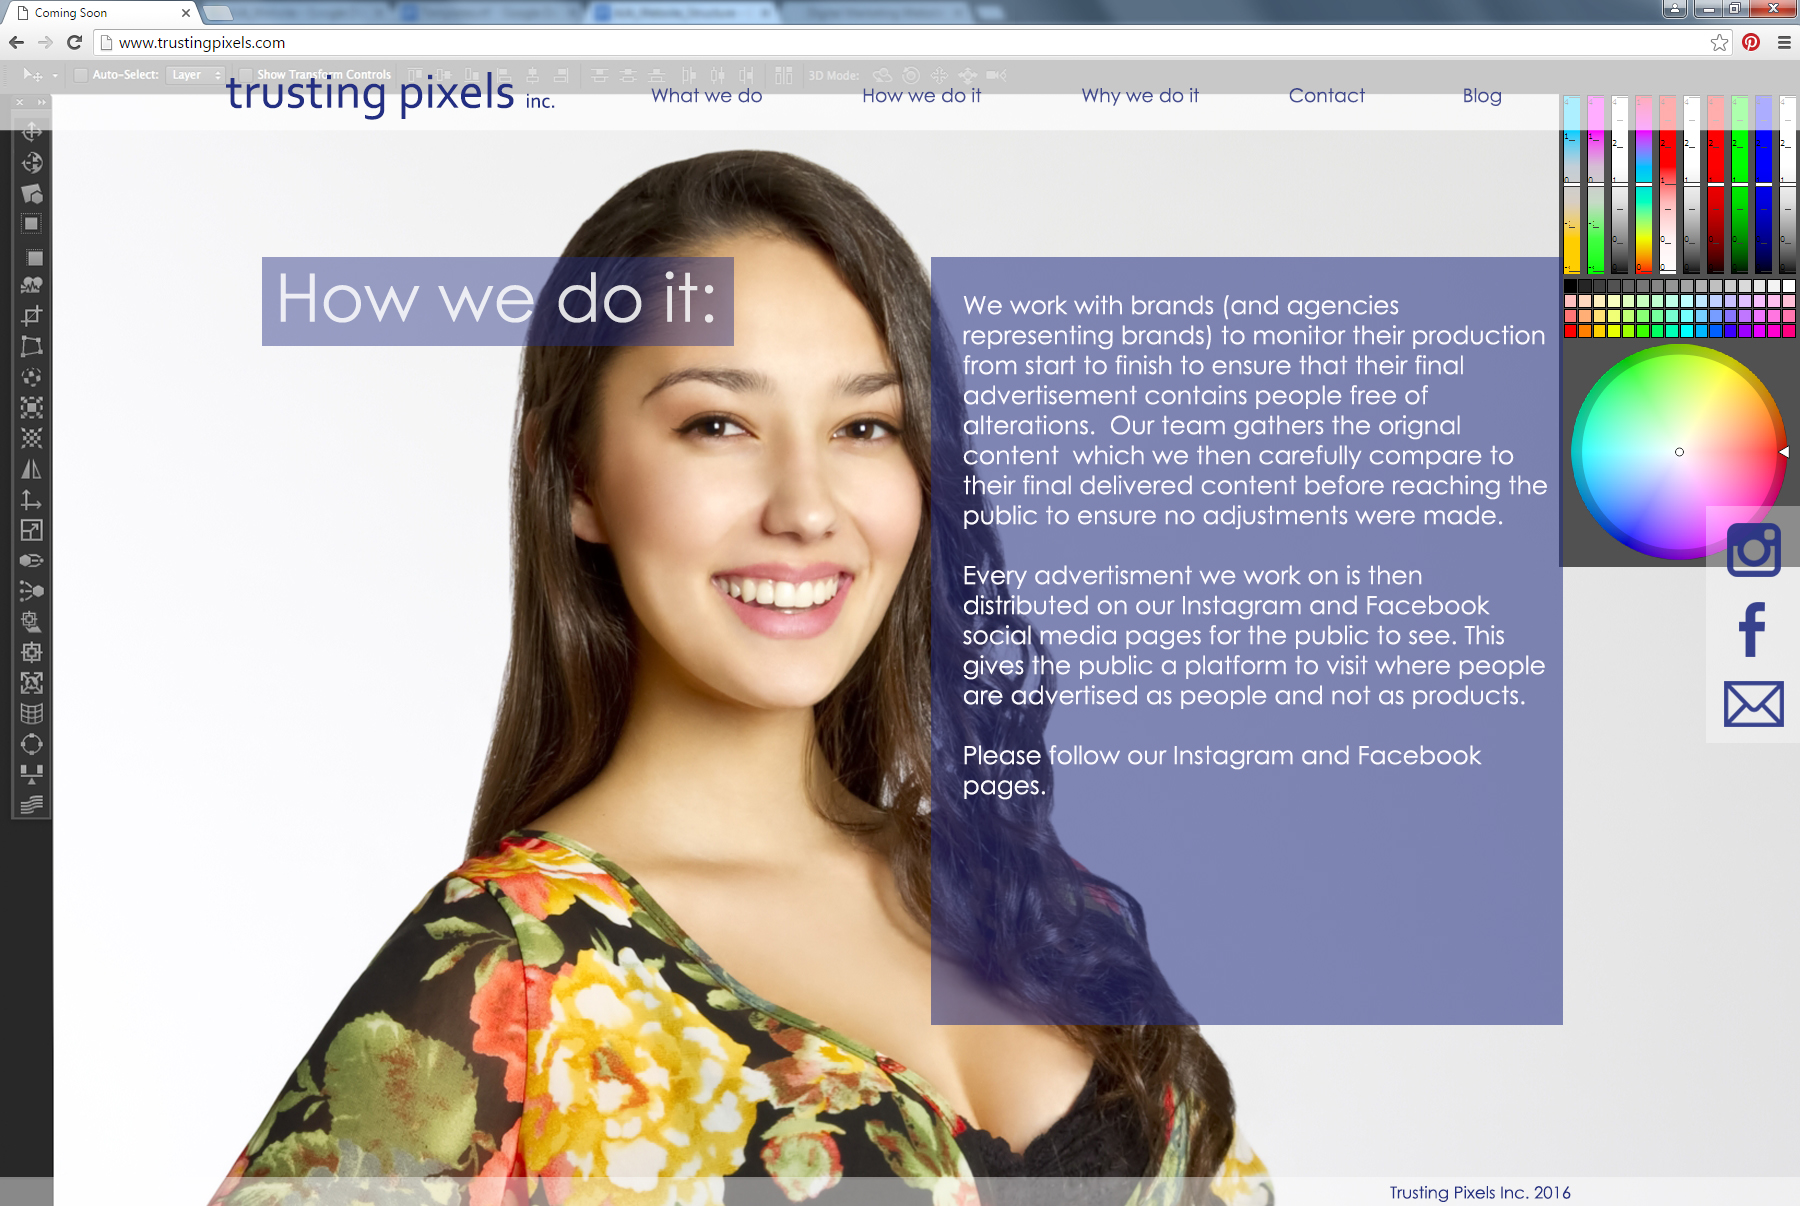 Coming Soon
www.trustingpixels.com
Auto-Select: Layer Show Transform Controls 3D Mode:
trusting pixels inc. What we do How we do it Why we do it Contact Blog
How we do it:
We work with brands (and agencies
representing brands) to monitor their production
from start to finish to ensure that their final
advertisement contains people free of
alterations. Our team gathers the orignal
content which we then carefully compare to
their final delivered content before reaching the
public to ensure no adjustments were made.
Every advertisment we work on is then
distributed on our Instagram and Facebook
social media pages for the public to see. This
gives the public a platform to visit where people
are advertised as people and not as products.
Please follow our Instagram and Facebook
pages.
Trusting Pixels Inc. 2016